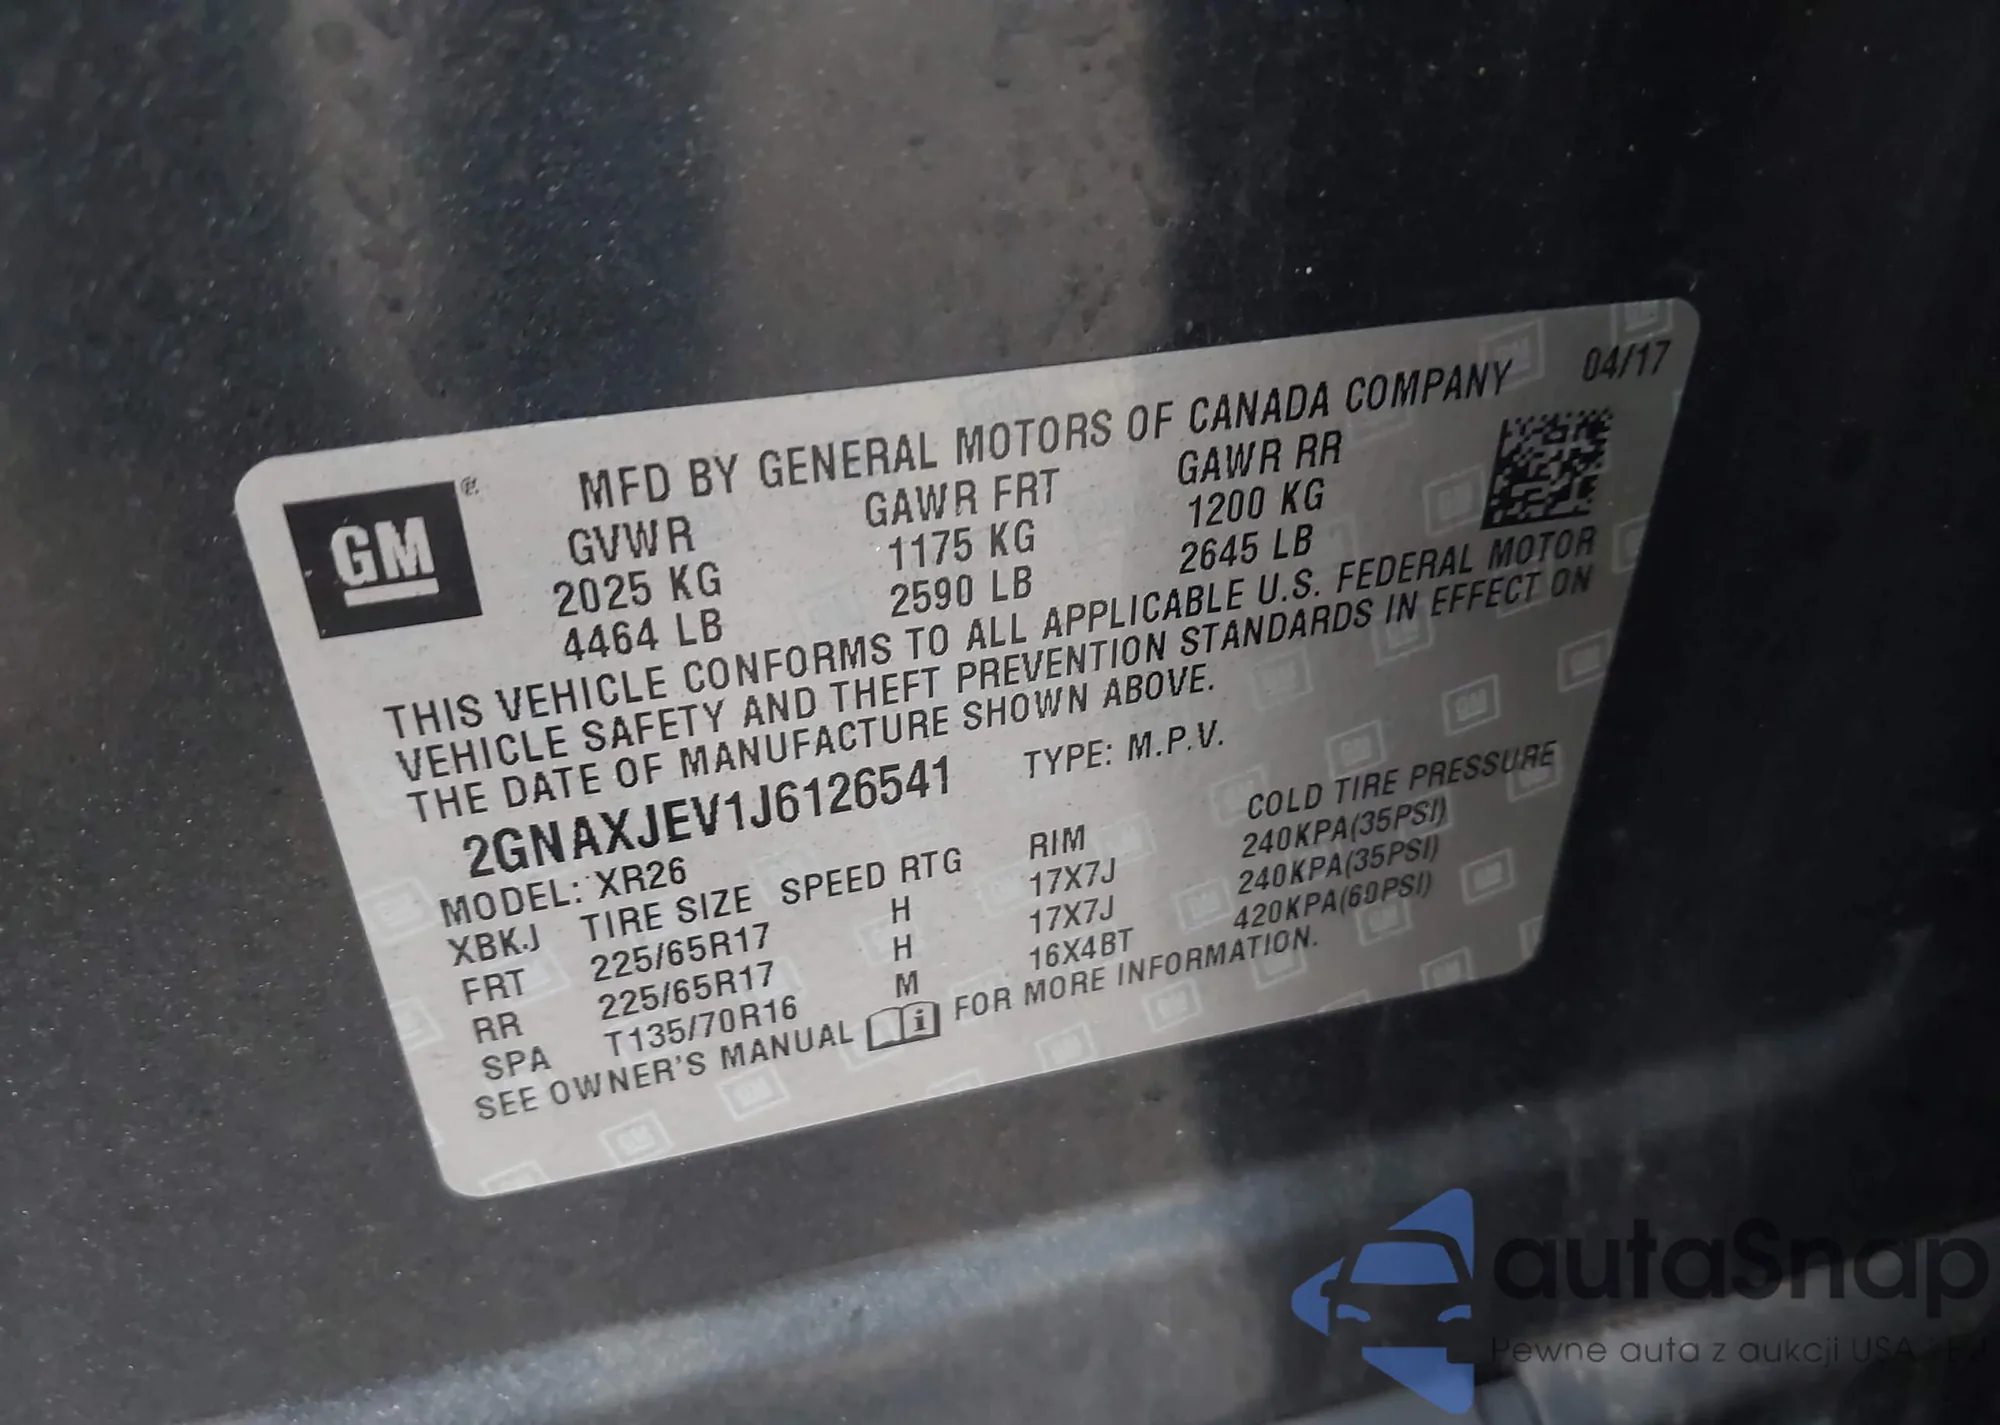 MFD BY GENERAL MOTORS OF CANADA COMPANY 04/17
GM ®
GVWR GAWR FRT GAWR RR
2025 KG 1175 KG 1200 KG
4464 LB 2590 LB 2645 LB
THIS VEHICLE CONFORMS TO ALL APPLICABLE U.S. FEDERAL MOTOR
VEHICLE SAFETY AND THEFT PREVENTION STANDARDS IN EFFECT ON
THE DATE OF MANUFACTURE SHOWN ABOVE.
2GNAXJEV1J6126541 TYPE: M.P.V.
MODEL: XR26
XBKJ TIRE SIZE SPEED RTG RIM COLD TIRE PRESSURE
FRT 225/65R17 H 17X7J 240KPA(35PSI)
RR 225/65R17 H 17X7J 240KPA(35PSI)
SPA T135/70R16 M 16X4BT 420KPA(60PSI)
SEE OWNER'S MANUAL i FOR MORE INFORMATION.
autaSnap
Pewne auta z aukcji USA i EU